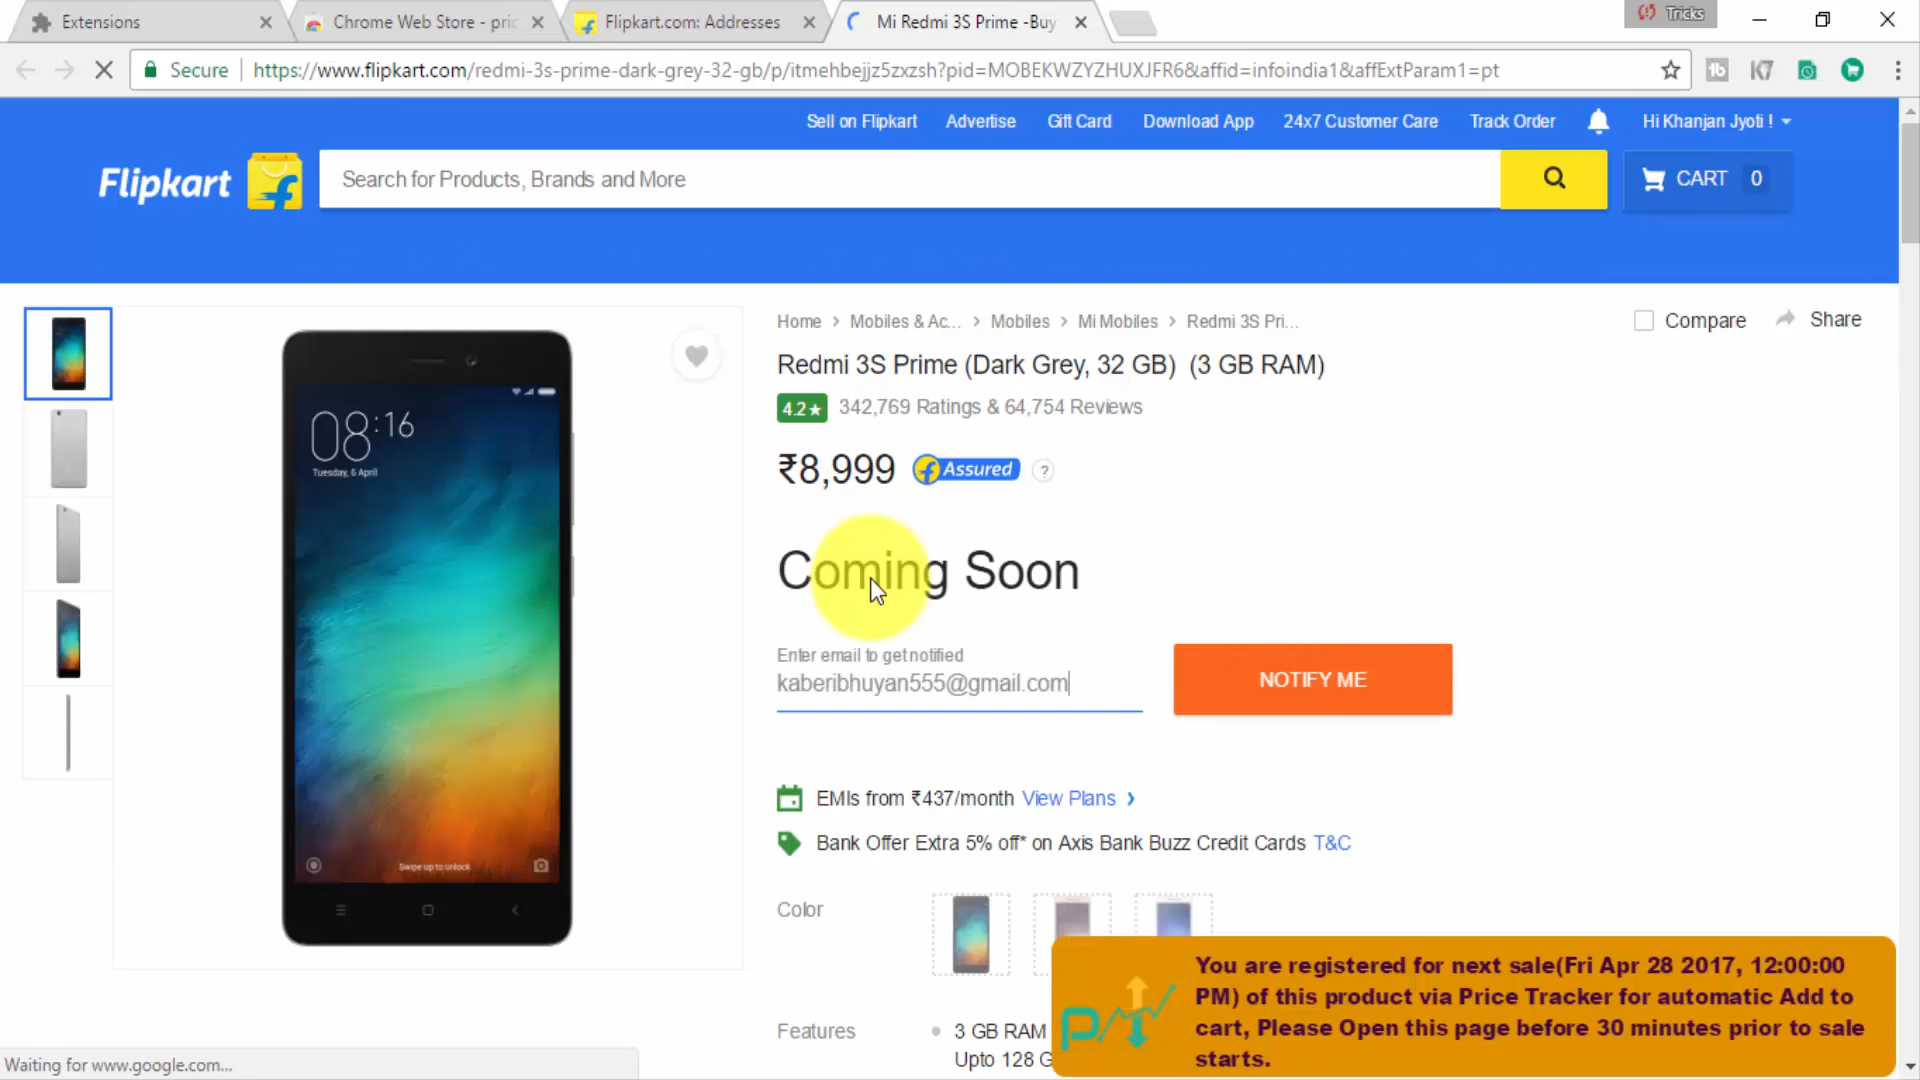 Extensions
Chrome Web Store - pric
Flipkart.com: Addresses
Mi Redmi 3S Prime -Buy
Tricks
Secure
https://www.flipkart.com/redmi-3s-prime-dark-grey-32-gb/p/itmehbejjz5zxzsh?pid=MOBEKWZYZHUXJFR6&affid=infoindia1&affExtParam1=pt
Sell on Flipkart
Advertise
Gift Card
Download App
24x7 Customer Care
Track Order
Hi Khanjan Jyoti !
Flipkart
Search for Products, Brands and More
CART 0
Home > Mobiles & Ac... > Mobiles > Mi Mobiles > Redmi 3S Pri...
Compare
Share
Redmi 3S Prime (Dark Grey, 32 GB) (3 GB RAM)
4.2★ 342,769 Ratings & 64,754 Reviews
₹8,999 Assured ?
08:16
Tuesday, 6 April
Swipe up to unlock
Coming Soon
Enter email to get notified
kaberibhuyan555@gmail.com
NOTIFY ME
EMIs from ₹437/month View Plans
Bank Offer Extra 5% off* on Axis Bank Buzz Credit Cards T&C
Color
Features
3 GB RAM
Upto 128 G
You are registered for next sale(Fri Apr 28 2017, 12:00:00
PM) of this product via Price Tracker for automatic Add to
cart, Please Open this page before 30 minutes prior to sale
starts.
Waiting for www.google.com...